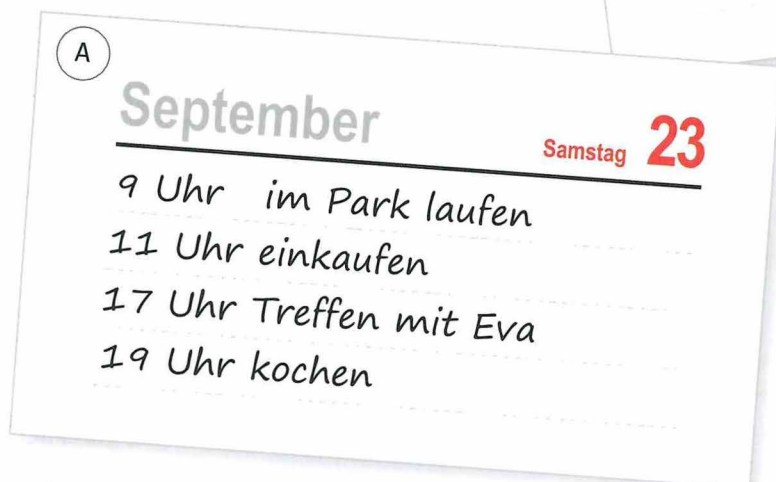 A
September Samstag 23
9 Uhr im Park laufen
11 Uhr einkaufen
17 Uhr Treffen mit Eva
19 Uhr kochen